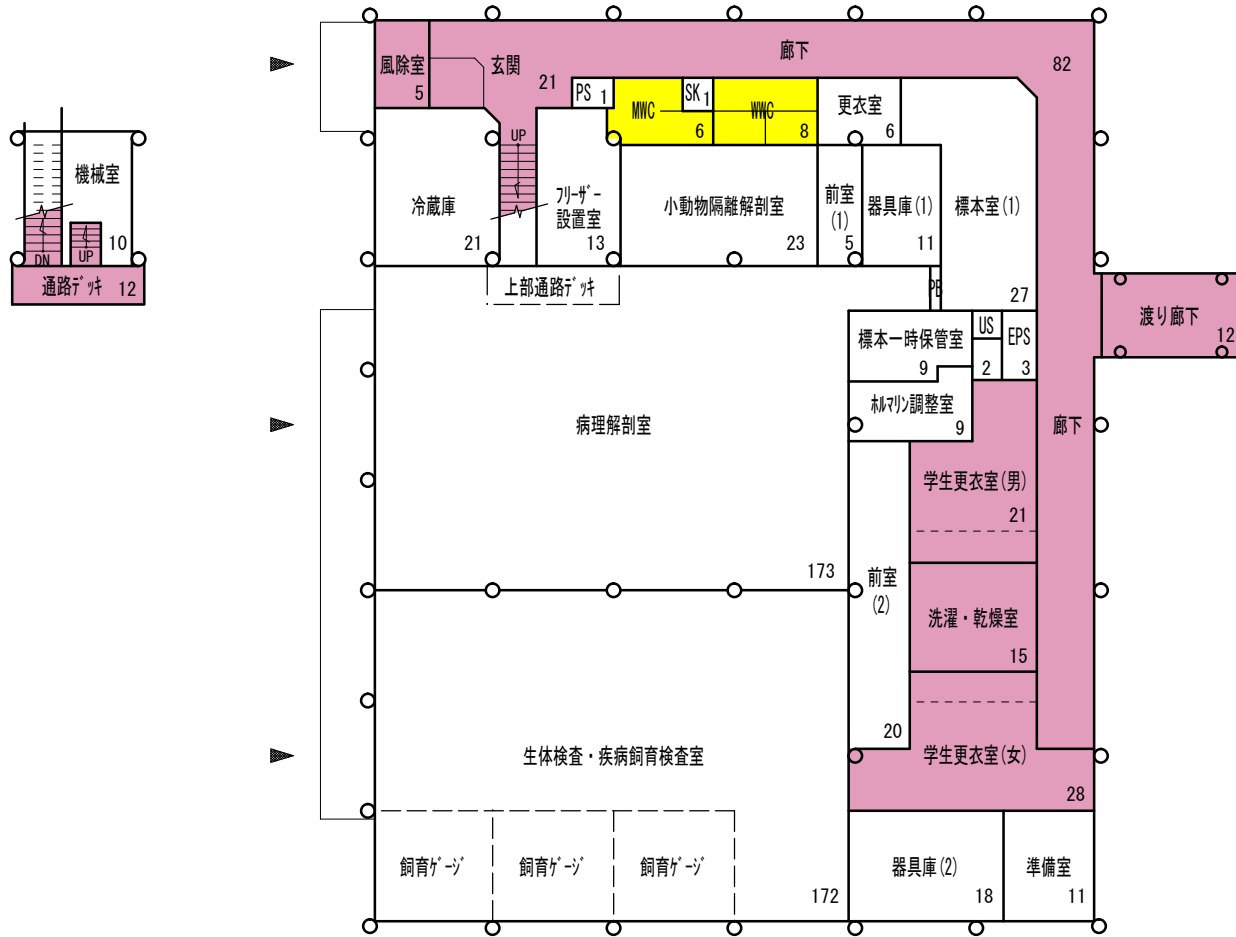 廊下
82
風除室
5
玄関
21
PS
1
MWC
6
SK
1
WWC
8
更衣室
6
UP
機械室
10
DN
UP
通路デッキ
12
冷蔵庫
21
フリーザー
設置室
13
小動物隔離解剖室
23
前室
(1)
5
器具庫(1)
11
標本室(1)
27
上部通路デッキ
渡り廊下
12
標本一時保管室
9
US
2
EPS
3
ホルマリン調整室
9
病理解剖室
173
廊下
学生更衣室(男)
21
前室
(2)
20
洗濯・乾燥室
15
学生更衣室(女)
28
生体検査・疾病飼育検査室
172
飼育ゲージ
飼育ゲージ
飼育ゲージ
器具庫(2)
18
準備室
11